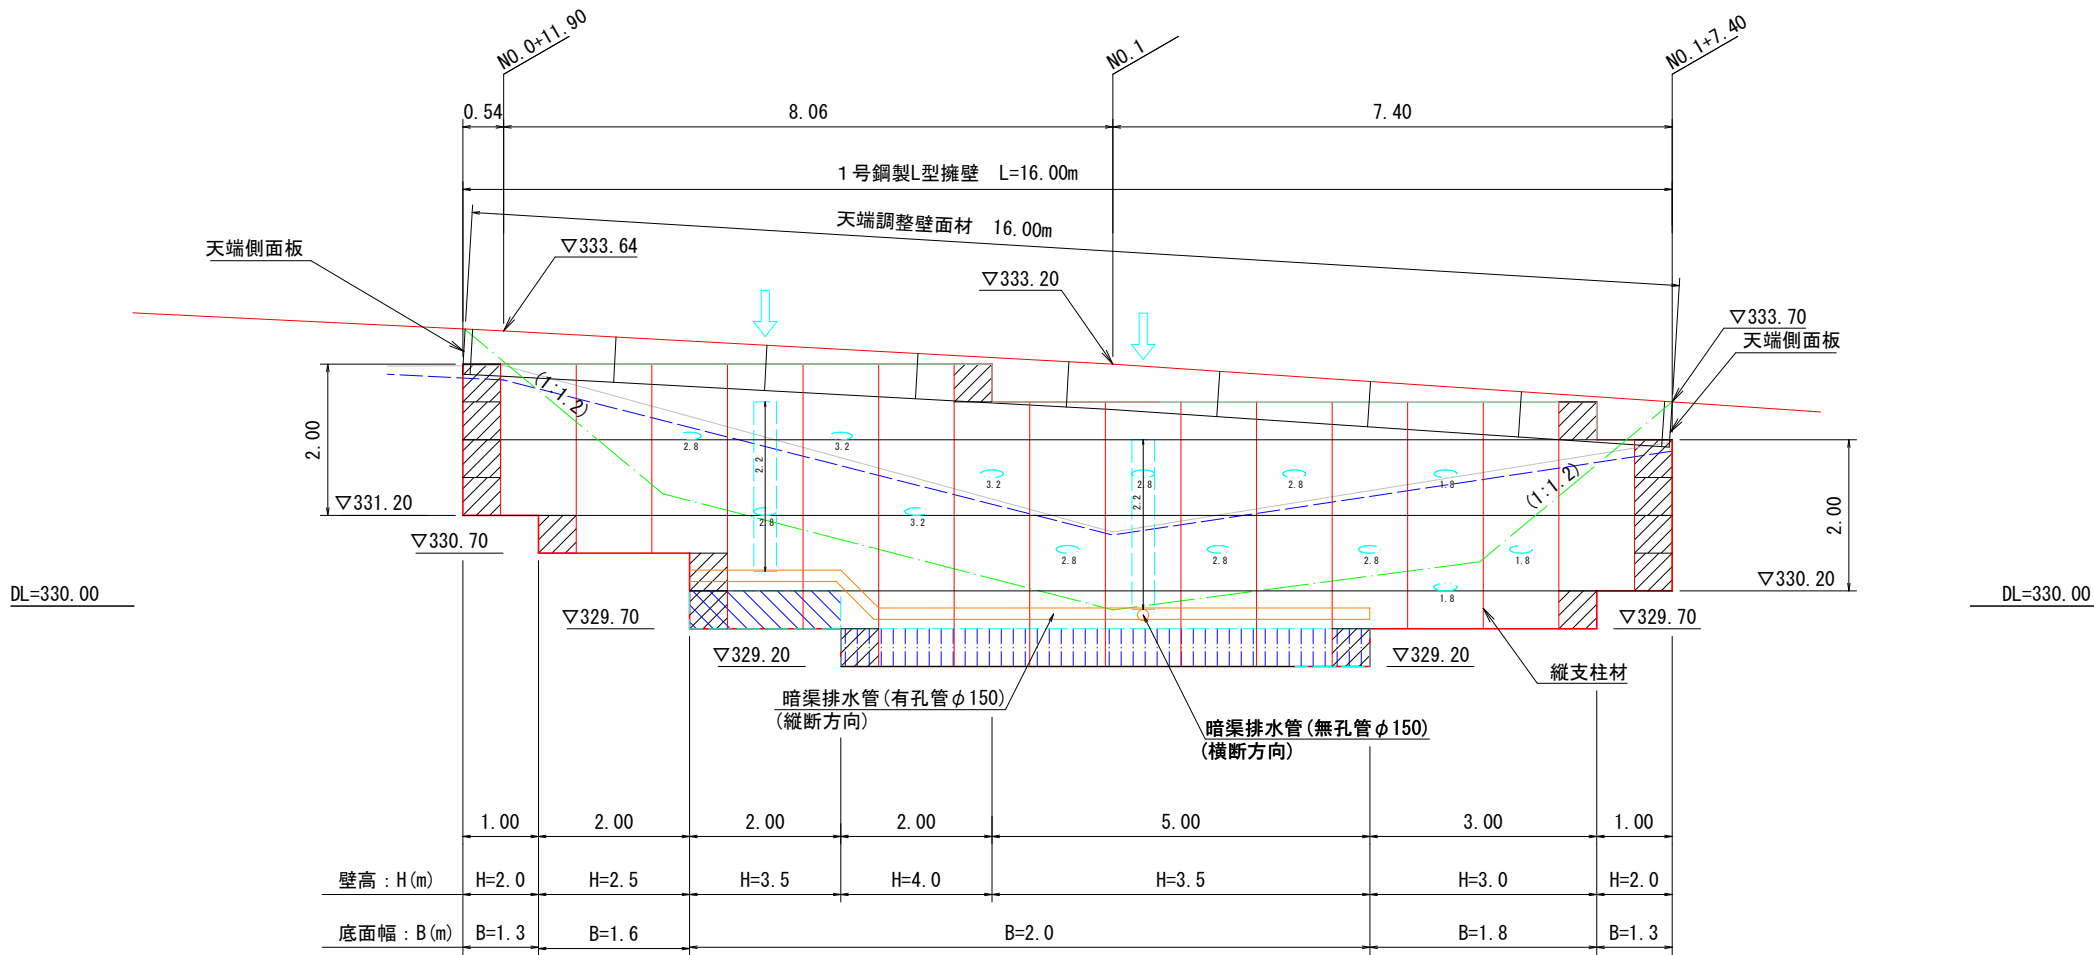 NO.0+11.90
NO.1
NO.1+7.40
0.54
8.06
7.40
1号鋼製L型擁壁 L=16.00m
天端調整壁面材 16.00m
天端側面板
▽333.64
▽333.20
▽333.70
天端側面板
(1:1.2)
(1:1.2)
2.00
2.00
2.8
3.2
2.2
3.2
2.8
2.2
2.8
1.8
2.8
3.2
2.8
2.8
2.8
1.8
1.8
▽331.20
▽330.70
▽330.20
DL=330.00
DL=330.00
▽329.70
▽329.70
▽329.20
▽329.20
縦支柱材
暗渠排水管(有孔管φ150)
(縦断方向)
暗渠排水管(無孔管φ150)
(横断方向)
1.00 2.00 2.00 2.00 5.00 3.00 1.00
壁高：H(m) H=2.0 H=2.5 H=3.5 H=4.0 H=3.5 H=3.0 H=2.0
底面幅：B(m) B=1.3 B=1.6 B=2.0 B=1.8 B=1.3